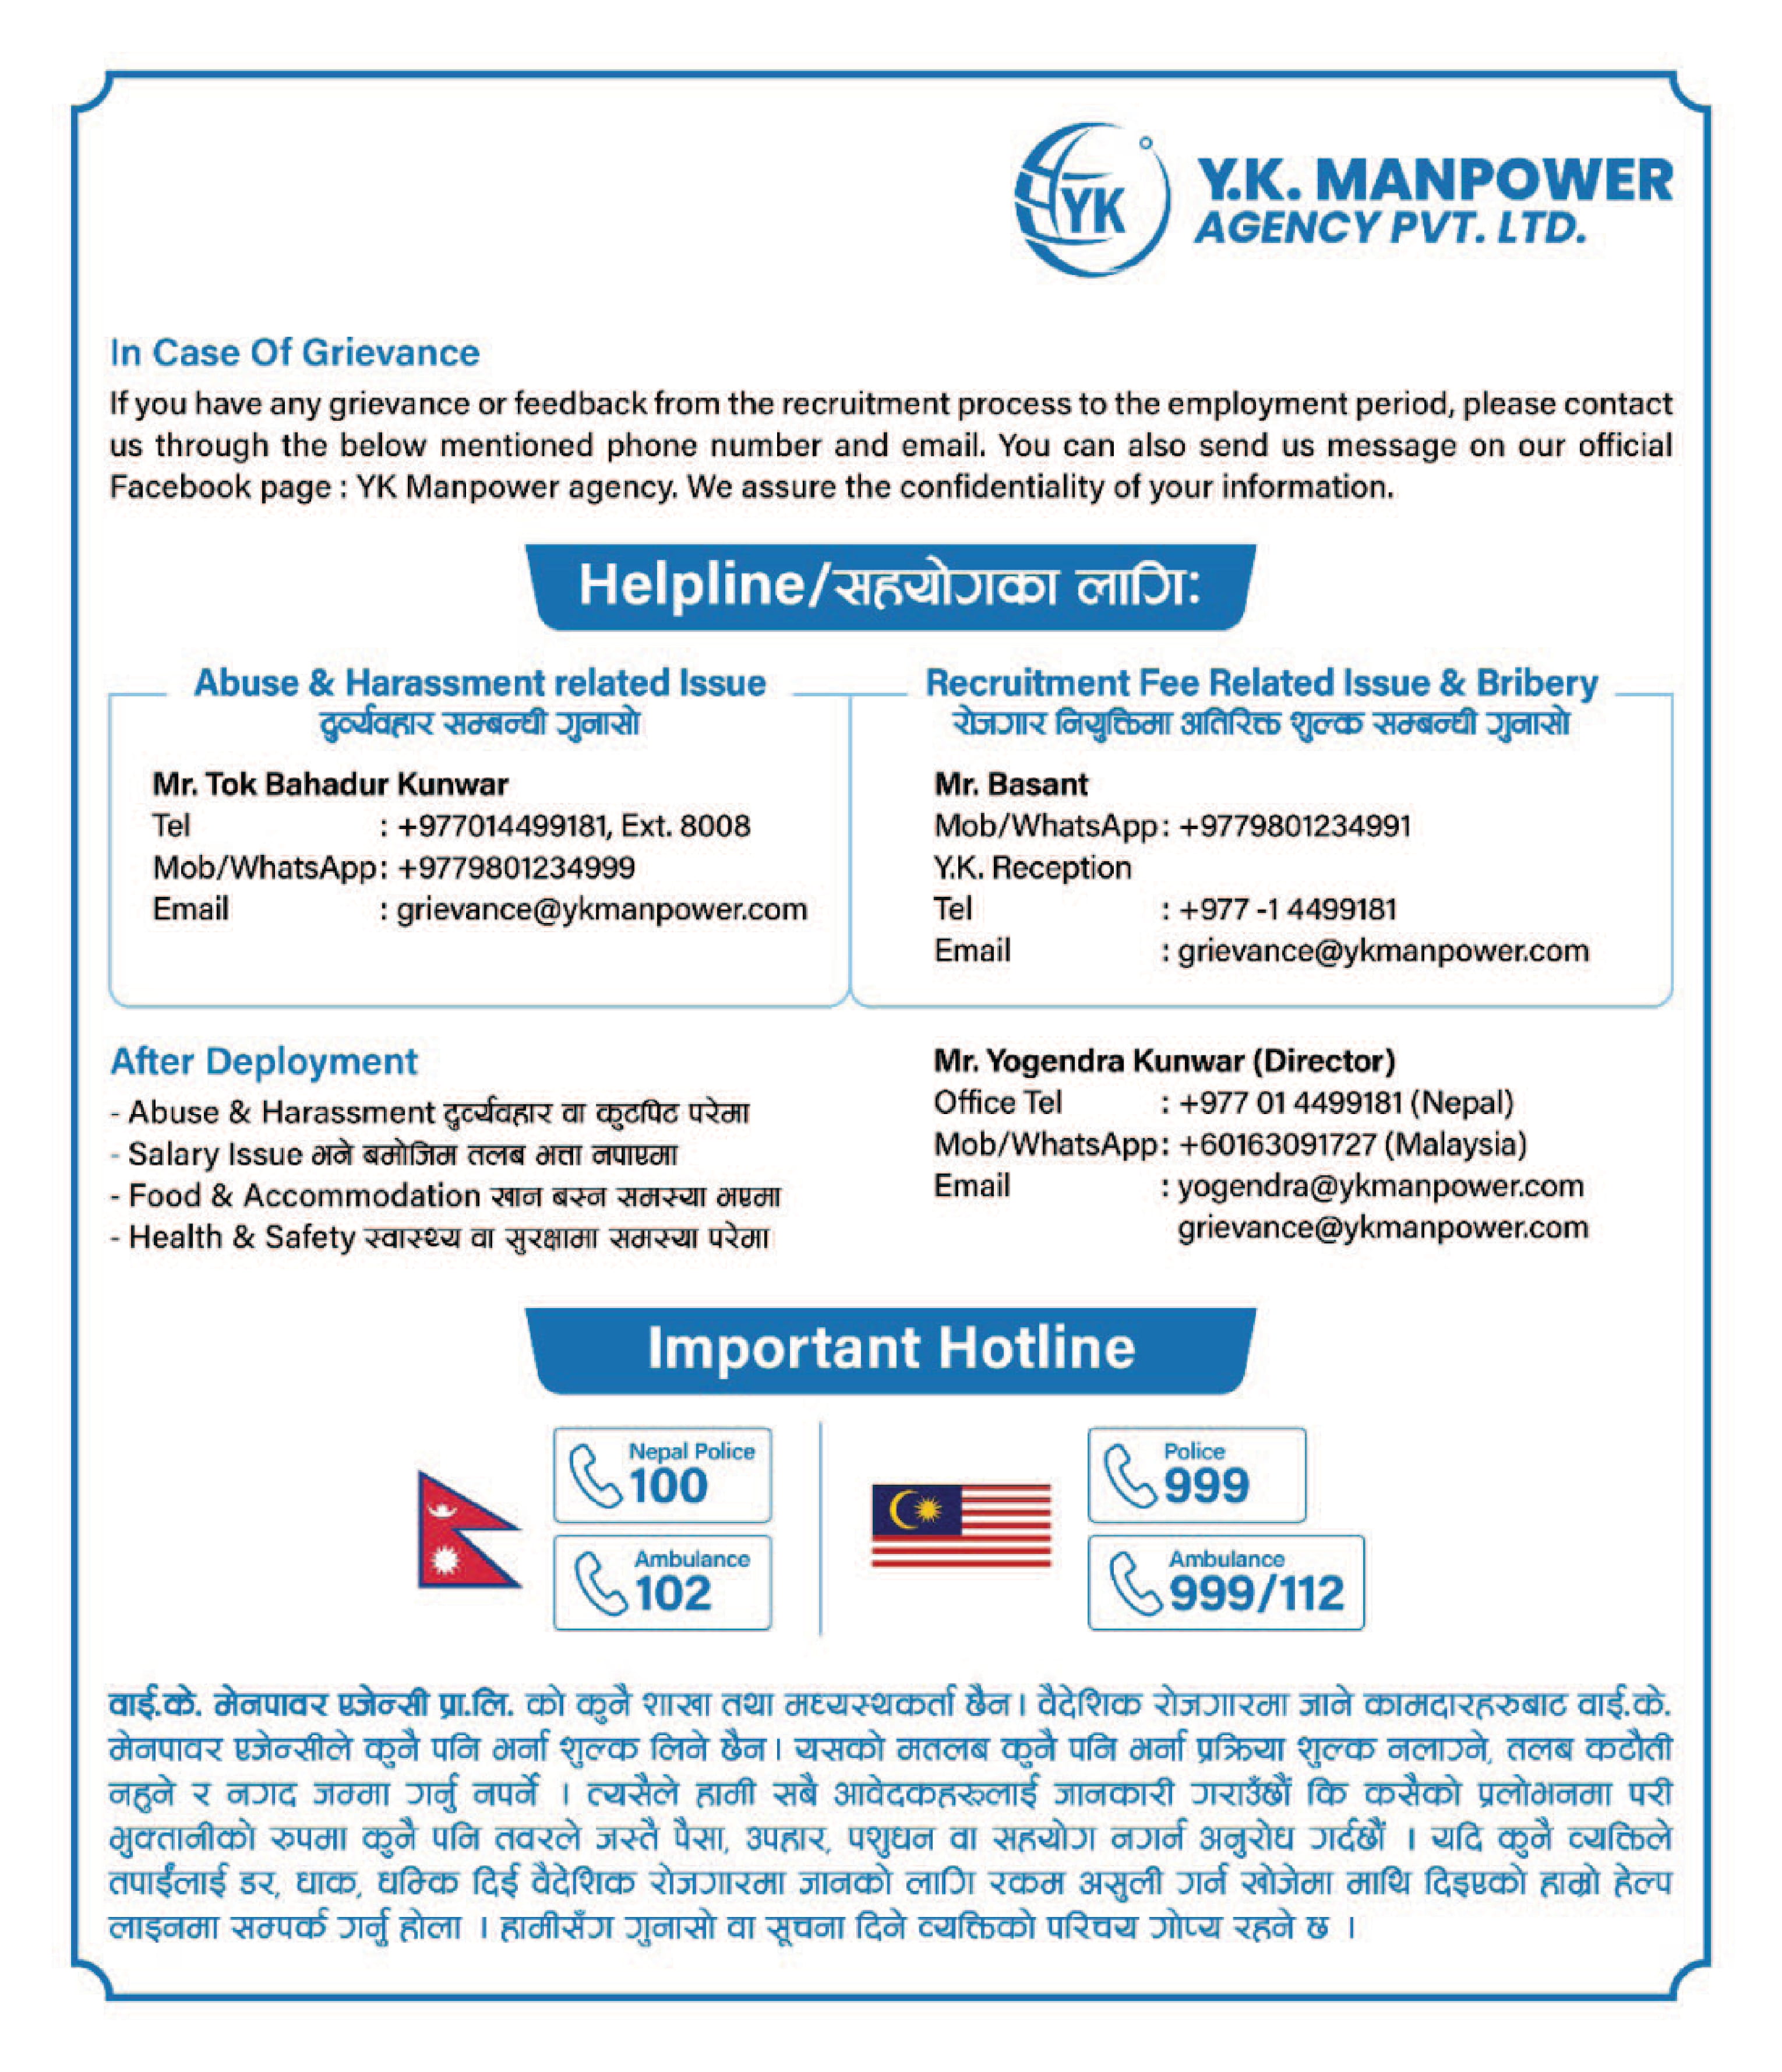 YK
Y.K. MANPOWER
AGENCY PVT. LTD.
In Case Of Grievance
If you have any grievance or feedback from the recruitment process to the employment period, please contact
us through the below mentioned phone number and email. You can also send us message on our official
Facebook page : YK Manpower agency. We assure the confidentiality of your information.
Helpline/सहयोगका लागि:
Abuse & Harassment related Issue
दुर्व्यवहार सम्बन्धी गुनासो
Mr. Tok Bahadur Kunwar
Tel : +977014499181, Ext. 8008
Mob/WhatsApp: +9779801234999
Email : grievance@ykmanpower.com
Recruitment Fee Related Issue & Bribery
रोजगार नियुक्तिमा अतिरिक्त शुल्क सम्बन्धी गुनासो
Mr. Basant
Mob/WhatsApp: +9779801234991
Y.K. Reception
Tel : +977 -1 4499181
Email : grievance@ykmanpower.com
After Deployment
- Abuse & Harassment दुर्व्यवहार वा कुटपिट परेमा
- Salary Issue भने बमोजिम तलब भत्ता नपाएमा
- Food & Accommodation खान बस्न समस्या भएमा
- Health & Safety स्वास्थ्य वा सुरक्षामा समस्या परेमा
Mr. Yogendra Kunwar (Director)
Office Tel : +977 01 4499181 (Nepal)
Mob/WhatsApp: +60163091727 (Malaysia)
Email : yogendra@ykmanpower.com
grievance@ykmanpower.com
Important Hotline
Nepal Police
100
Ambulance
102
Police
999
Ambulance
999/112
वाई.के. मेनपावर एजेन्सी प्रा.लि. को कुनै शाखा तथा मध्यस्थकर्ता छैन। वैदेशिक रोजगारमा जाने कामदारहरुबाट वाई.के.
मेनपावर एजेन्सीले कुनै पनि भर्ना शुल्क लिने छैन। यसको मतलब कुनै पनि भर्ना प्रक्रिया शुल्क नलाग्ने, तलब कटौती
नहुने र नगद जम्मा गर्नु नपर्ने । त्यसैले हामी सबै आवेदकहरुलाई जानकारी गराउँछौं कि कसैको प्रलोभनमा परी
भुक्तानीको रुपमा कुनै पनि तवरले जस्तै पैसा, उपहार, पशुधन वा सहयोग नगर्न अनुरोध गर्दछौं । यदि कुनै व्यक्तिले
तपाईंलाई डर, धाक, धम्कि दिई वैदेशिक रोजगारमा जानको लागि रकम असुली गर्न खोजेमा माथि दिइएको हाम्रो हेल्प
लाइनमा सम्पर्क गर्नु होला । हामीसँग गुनासो वा सूचना दिने व्यक्तिको परिचय गोप्य रहने छ ।